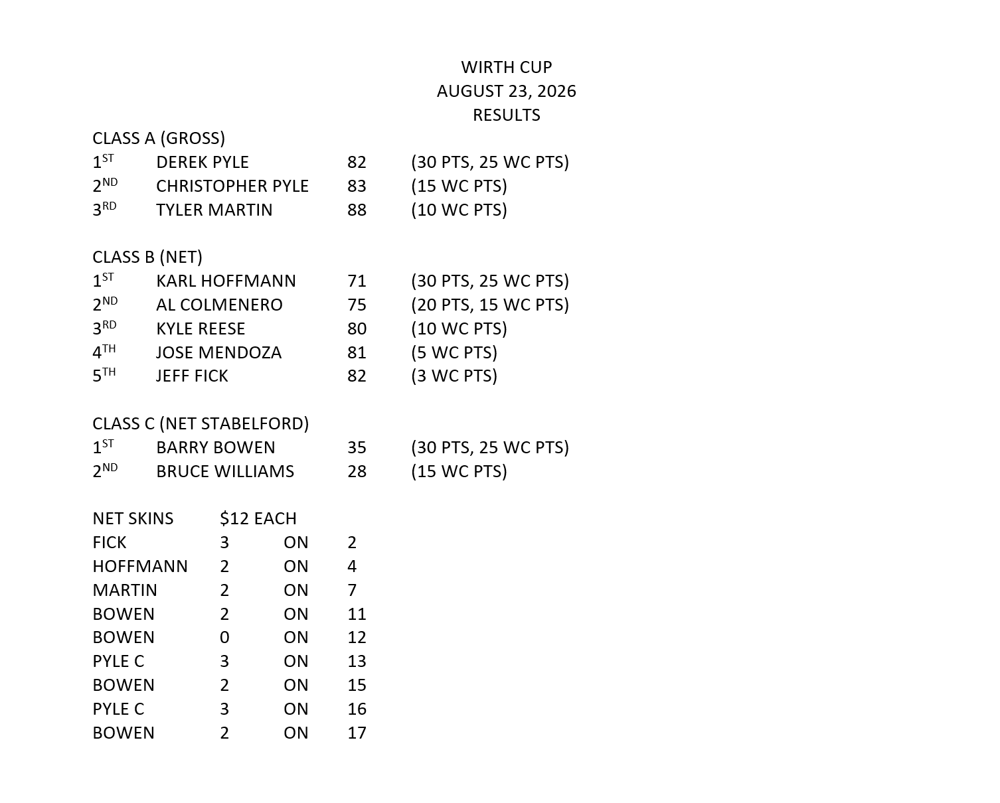 WIRTH CUP
AUGUST 23, 2026
RESULTS
CLASS A (GROSS)
1ST DEREK PYLE 82 (30 PTS, 25 WC PTS)
2ND CHRISTOPHER PYLE 83 (15 WC PTS)
3RD TYLER MARTIN 88 (10 WC PTS)
CLASS B (NET)
1ST KARL HOFFMANN 71 (30 PTS, 25 WC PTS)
2ND AL COLMENERO 75 (20 PTS, 15 WC PTS)
3RD KYLE REESE 80 (10 WC PTS)
4TH JOSE MENDOZA 81 (5 WC PTS)
5TH JEFF FICK 82 (3 WC PTS)
CLASS C (NET STABELFORD)
1ST BARRY BOWEN 35 (30 PTS, 25 WC PTS)
2ND BRUCE WILLIAMS 28 (15 WC PTS)
NET SKINS $12 EACH
FICK 3 ON 2
HOFFMANN 2 ON 4
MARTIN 2 ON 7
BOWEN 2 ON 11
BOWEN 0 ON 12
PYLE C 3 ON 13
BOWEN 2 ON 15
PYLE C 3 ON 16
BOWEN 2 ON 17